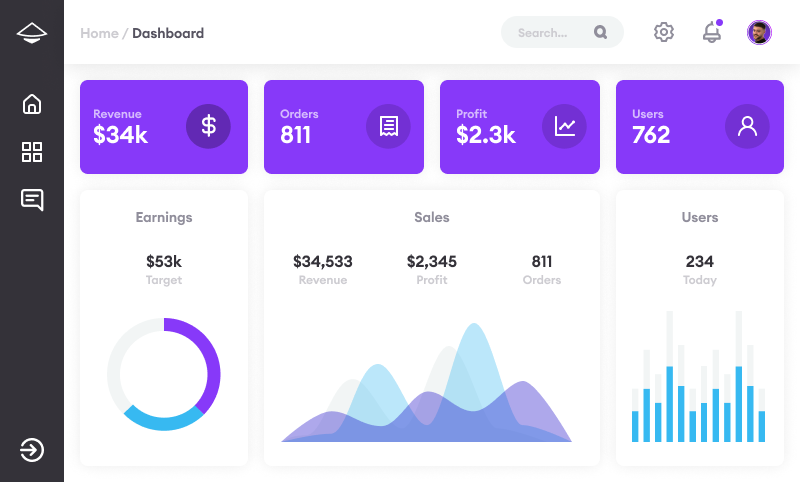 Home / Dashboard
Search...
Revenue
$34k
Orders
811
Profit
$2.3k
Users
762
Earnings
$53k
Target
Sales
$34,533
Revenue
$2,345
Profit
811
Orders
Users
234
Today